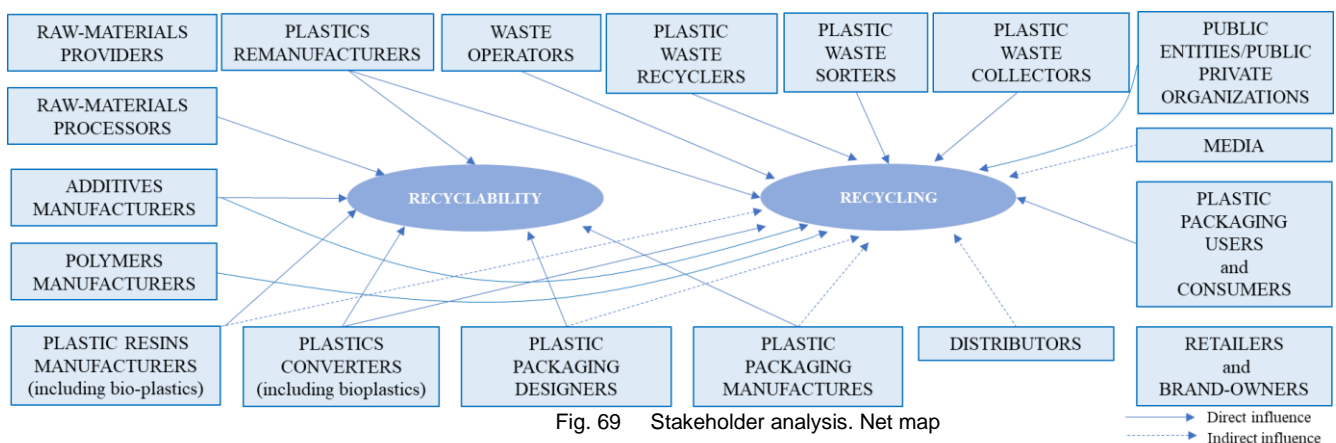 RAW-MATERIALS
PROVIDERS
PLASTICS
REMANUFACTURERS
WASTE
OPERATORS
PLASTIC
WASTE
RECYCLERS
PLASTIC
WASTE
SORTERS
PLASTIC
WASTE
COLLECTORS
PUBLIC
ENTITIES/PUBLIC
PRIVATE
ORGANIZATIONS
RAW-MATERIALS
PROCESSORS
MEDIA
ADDITIVES
MANUFACTURERS
RECYCLABILITY
RECYCLING
PLASTIC
PACKAGING
USERS
and
CONSUMERS
POLYMERS
MANUFACTURERS
PLASTIC RESINS
MANUFACTURERS
(including bio-plastics)
PLASTICS
CONVERTERS
(including bioplastics)
PLASTIC
PACKAGING
DESIGNERS
PLASTIC
PACKAGING
MANUFACTURES
DISTRIBUTORS
RETAILERS
and
BRAND-OWNERS
Fig. 69 Stakeholder analysis. Net map
Direct influence
Indirect influence